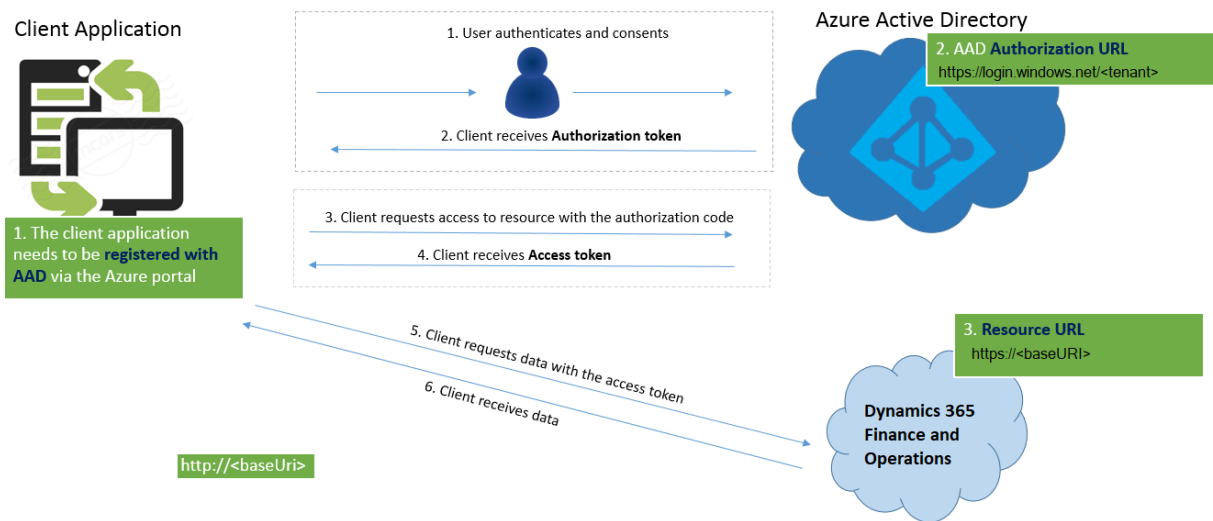 Client Application
1. User authenticates and consents
Azure Active Directory
2. AAD Authorization URL
https://login.windows.net/<tenant>
2. Client receives Authorization token
3. Client requests access to resource with the authorization code
4. Client receives Access token
1. The client application
needs to be registered with
AAD via the Azure portal
5. Client requests data with the access token
6. Client receives data
3. Resource URL
https://<baseURI>
Dynamics 365
Finance and
Operations
http://<baseUri>